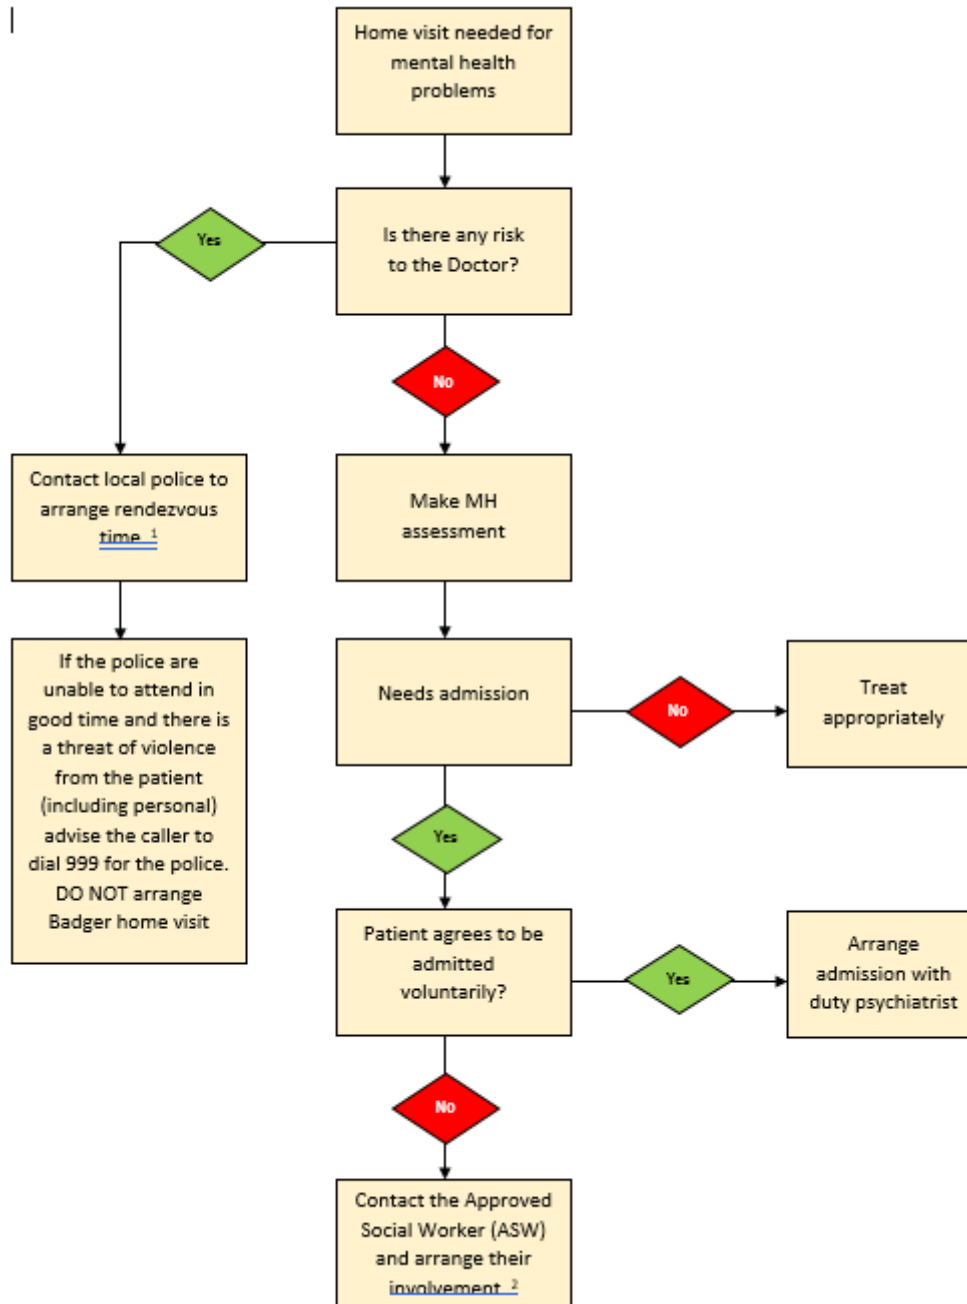 Home visit needed for
mental health
problems
Is there any risk
to the Doctor?
Yes
No
Contact local police to
arrange rendezvous
time. 1
Make MH
assessment
If the police are
unable to attend in
good time and there is
a threat of violence
from the patient
(including personal)
advise the caller to
dial 999 for the police.
DO NOT arrange
Badger home visit
Needs admission
No
Treat
appropriately
Yes
Patient agrees to be
admitted
voluntarily?
Yes
Arrange
admission with
duty psychiatrist
No
Contact the Approved
Social Worker (ASW)
and arrange their
involvement. 2